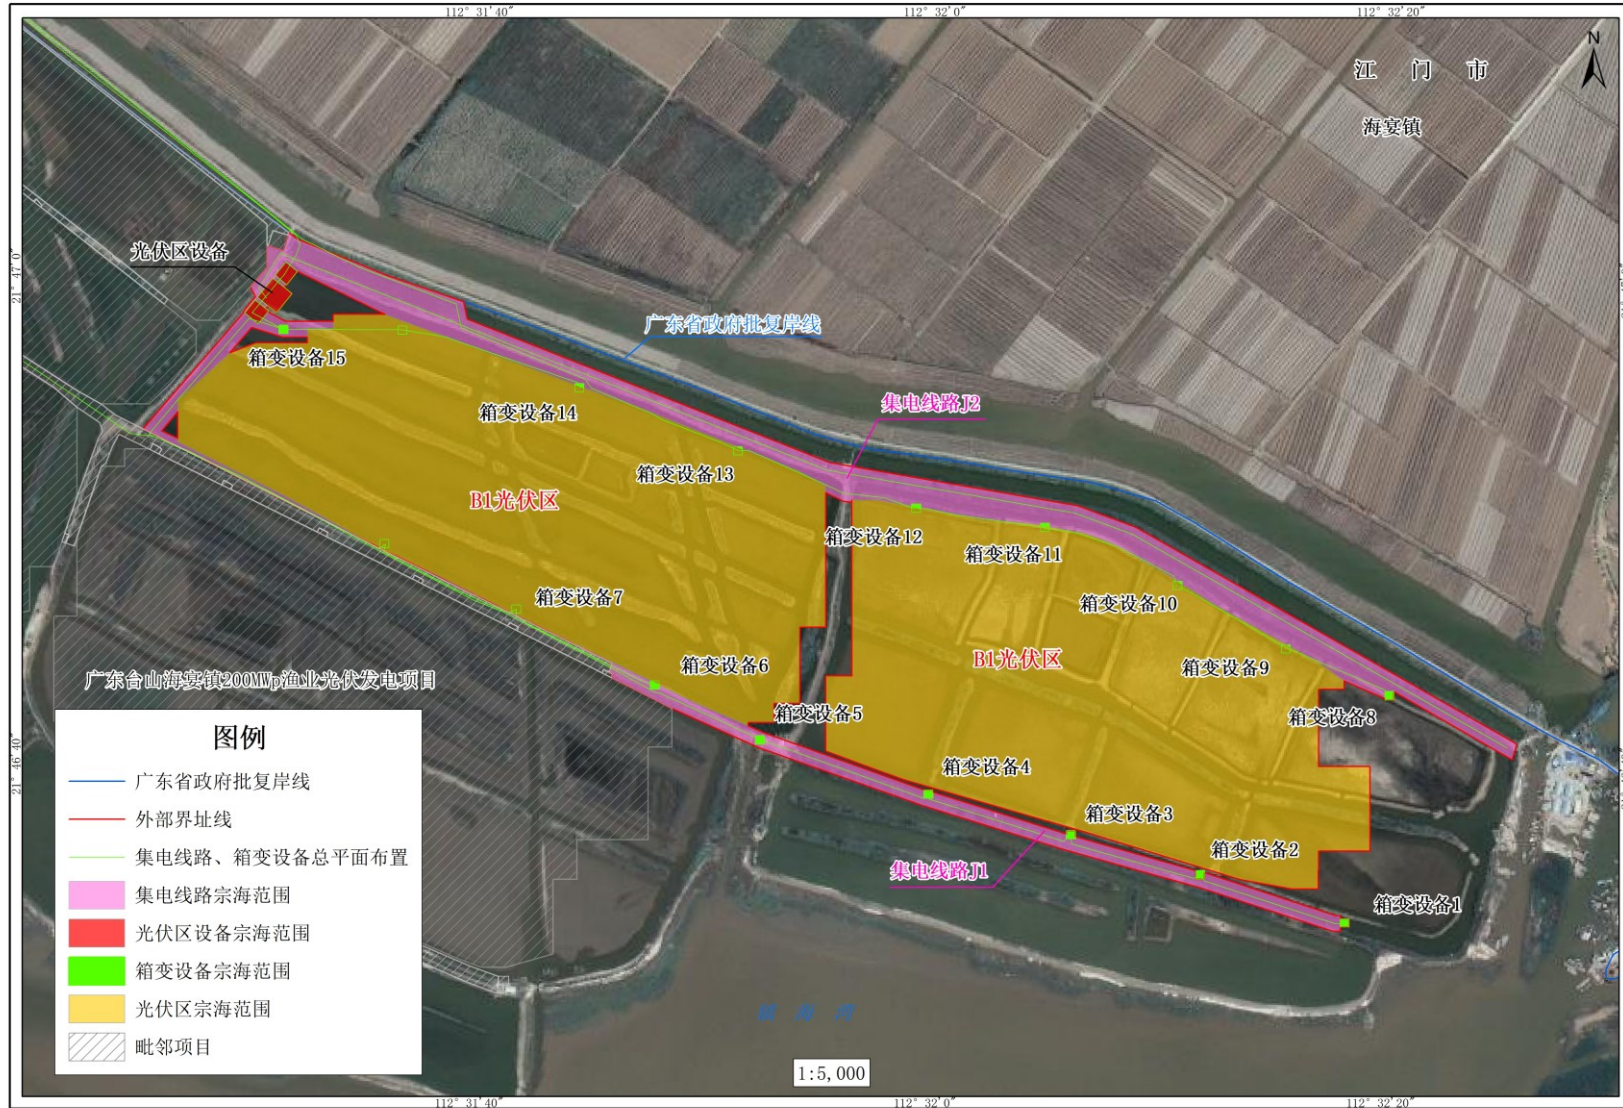 112° 31′40″
112° 32′0″
112° 32′20″
N
江门市
海宴镇
21° 47′0″
光伏区设备
广东省政府批复岸线
箱变设备15
箱变设备14
集电线路J2
箱变设备13
B1光伏区
箱变设备12
箱变设备11
箱变设备7
箱变设备10
B1光伏区
箱变设备6
箱变设备9
广东台山海宴镇200MWp渔业光伏发电项目
箱变设备5
箱变设备8
21° 46′40″
箱变设备4
箱变设备3
箱变设备2
集电线路J1
箱变设备1
图例
广东省政府批复岸线
外部界址线
集电线路、箱变设备总平面布置
集电线路宗海范围
光伏区设备宗海范围
箱变设备宗海范围
光伏区宗海范围
毗邻项目
镇海湾
1:5,000
112° 31′40″
112° 32′0″
112° 32′20″